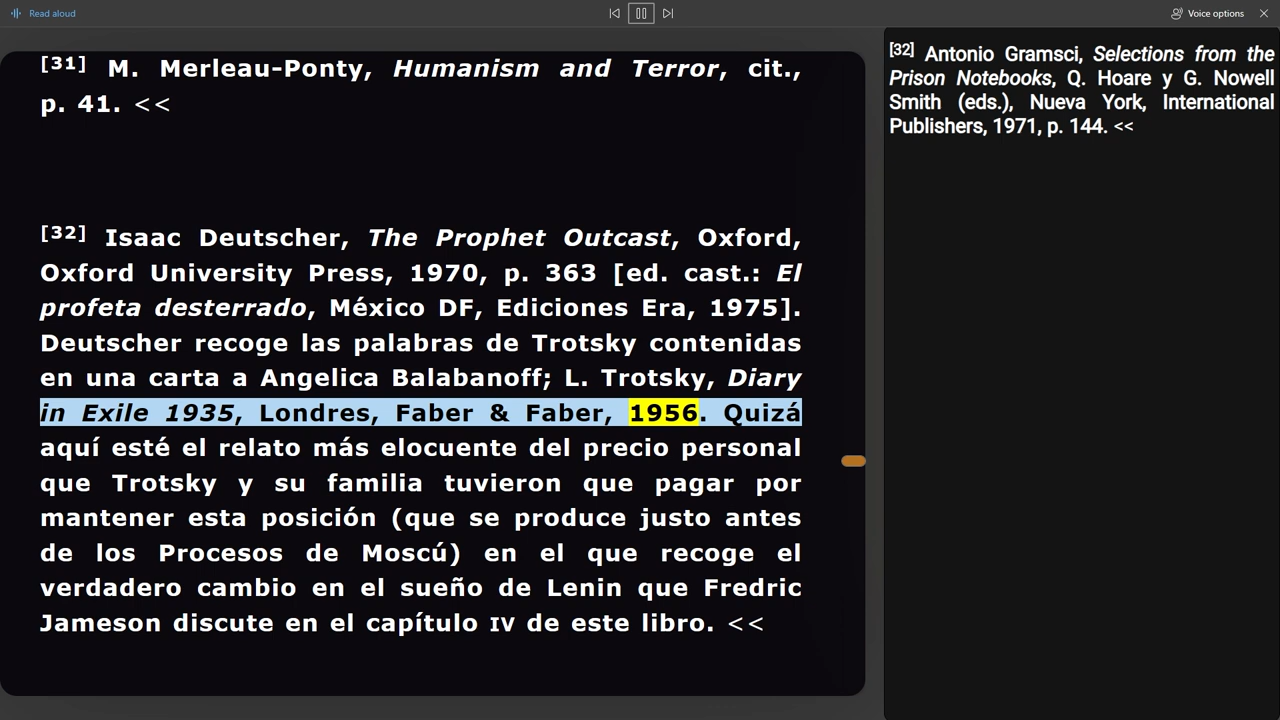 Read aloud
Voice options
[31] M. Merleau-Ponty, Humanism and Terror, cit.,
p. 41. <<
[32] Isaac Deutscher, The Prophet Outcast, Oxford,
Oxford University Press, 1970, p. 363 [ed. cast.: El
profeta desterrado, México DF, Ediciones Era, 1975].
Deutscher recoge las palabras de Trotsky contenidas
en una carta a Angelica Balabanoff; L. Trotsky, Diary
in Exile 1935, Londres, Faber & Faber, 1956. Quizá
aquí esté el relato más elocuente del precio personal
que Trotsky y su familia tuvieron que pagar por
mantener esta posición (que se produce justo antes
de los Procesos de Moscú) en el que recoge el
verdadero cambio en el sueño de Lenin que Fredric
Jameson discute en el capítulo IV de este libro. <<
[32] Antonio Gramsci, Selections from the
Prison Notebooks, Q. Hoare y G. Nowell
Smith (eds.), Nueva York, International
Publishers, 1971, p. 144. <<